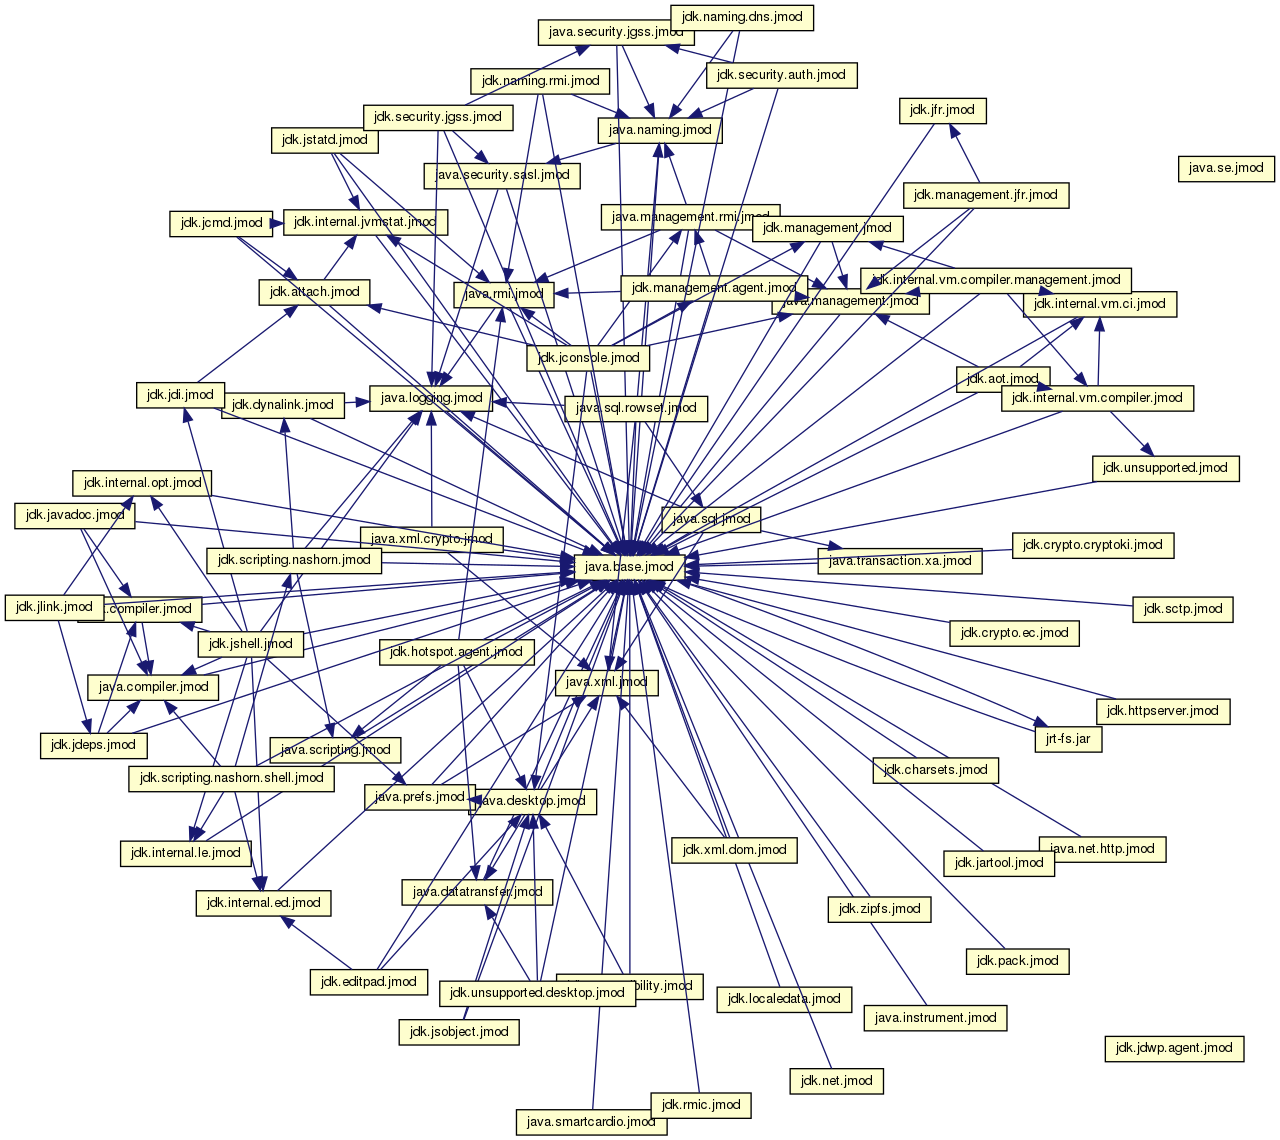 jdk.naming.dns.jmod
java.security.jgss.jmod
jdk.security.auth.jmod
jdk.naming.rmi.jmod
jdk.jfr.jmod
jdk.security.jgss.jmod
java.naming.jmod
jdk.jstatd.jmod
java.se.jmod
java.security.sasl.jmod
jdk.management.jfr.jmod
java.management.rmi.jmod
jdk.jcmd.jmod
jdk.internal.jvmstat.jmod
jdk.management.jmod
jdk.internal.vm.compiler.management.jmod
jdk.management.agent.jmod
jdk.attach.jmod
java.rmi.jmod
java.management.jmod
jdk.internal.vm.ci.jmod
jdk.jconsole.jmod
jdk.aot.jmod
jdk.jdi.jmod
java.logging.jmod
jdk.internal.vm.compiler.jmod
jdk.dynalink.jmod
java.sql.rowset.jmod
jdk.unsupported.jmod
jdk.internal.opt.jmod
jdk.javadoc.jmod
java.sql.jmod
java.xml.crypto.jmod
jdk.crypto.cryptoki.jmod
jdk.scripting.nashorn.jmod
java.transaction.xa.jmod
java.base.jmod
jdk.jlink.jmod
.compiler.jmod
jdk.sctp.jmod
jdk.crypto.ec.jmod
jdk.jshell.jmod
jdk.hotspot.agent.jmod
java.xml.jmod
java.compiler.jmod
jdk.httpserver.jmod
jrt-fs.jar
jdk.jdeps.jmod
java.scripting.jmod
jdk.charsets.jmod
jdk.scripting.nashorn.shell.jmod
java.prefs.jmod
java.desktop.jmod
jdk.xml.dom.jmod
java.net.http.jmod
jdk.internal.le.jmod
jdk.jartool.jmod
java.datatransfer.jmod
jdk.internal.ed.jmod
jdk.zipfs.jmod
jdk.pack.jmod
jdk.editpad.jmod
bility.jmod
jdk.unsupported.desktop.jmod
jdk.localedata.jmod
java.instrument.jmod
jdk.jsobject.jmod
jdk.jdwp.agent.jmod
jdk.net.jmod
jdk.rmic.jmod
java.smartcardio.jmod